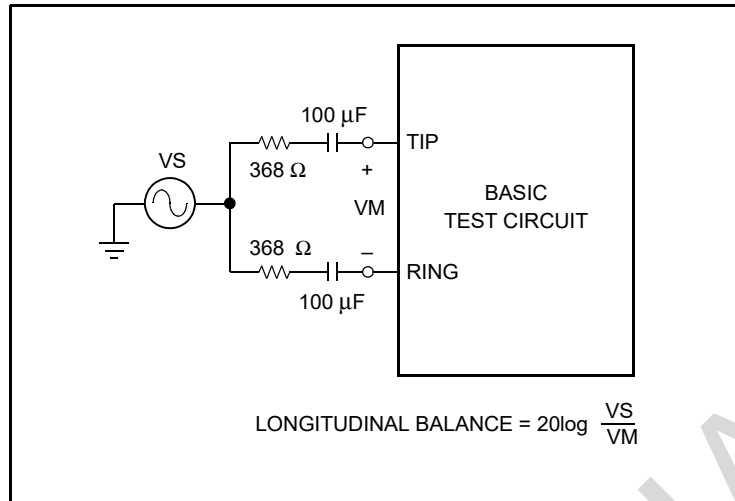 100 μF
TIP
VS
368 Ω
+
BASIC
TEST CIRCUIT
VM
368 Ω
–
RING
100 μF
LONGITUDINAL BALANCE = 20log VS
VM